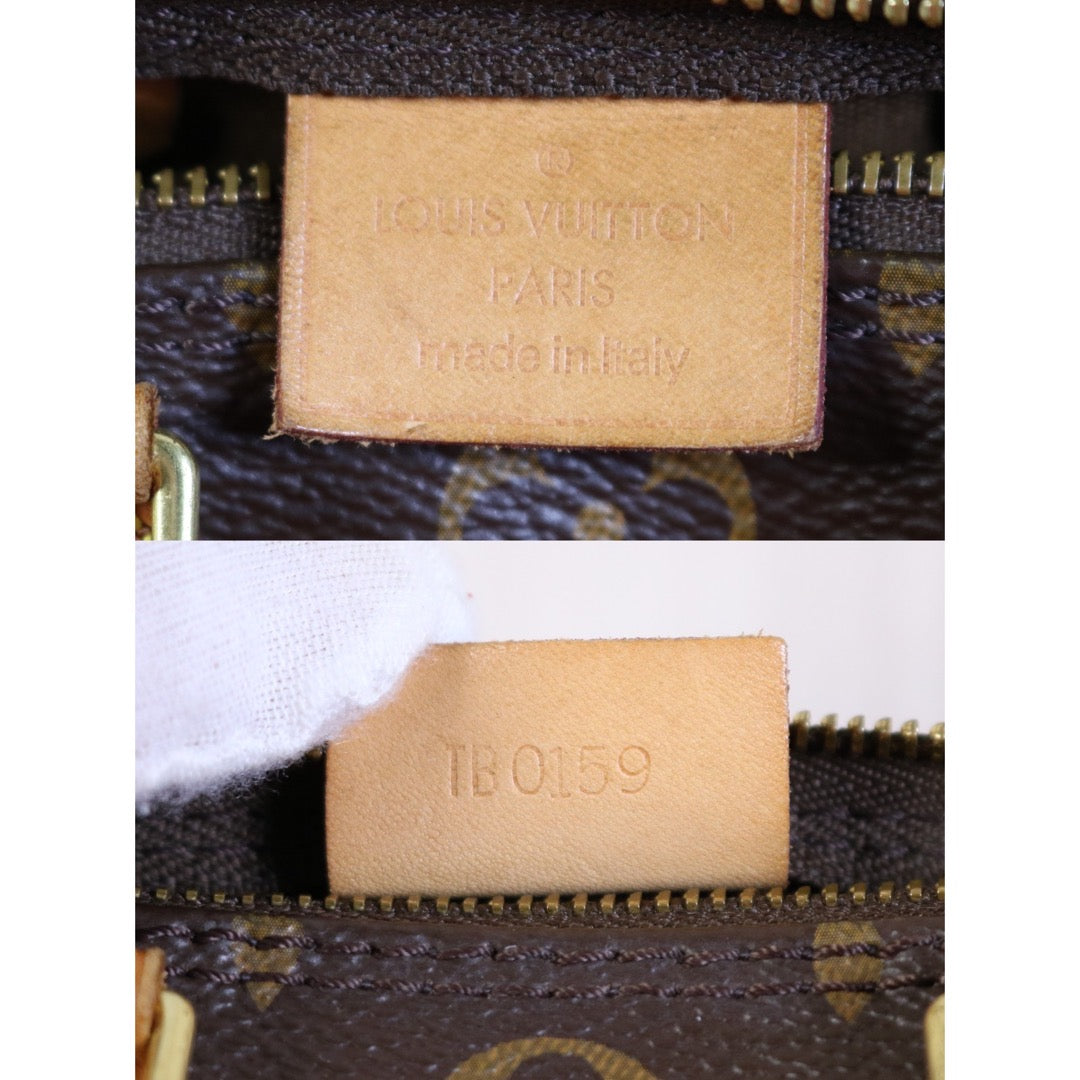 ®
LOUIS VUITTON
PARIS
made in Italy
TB0159